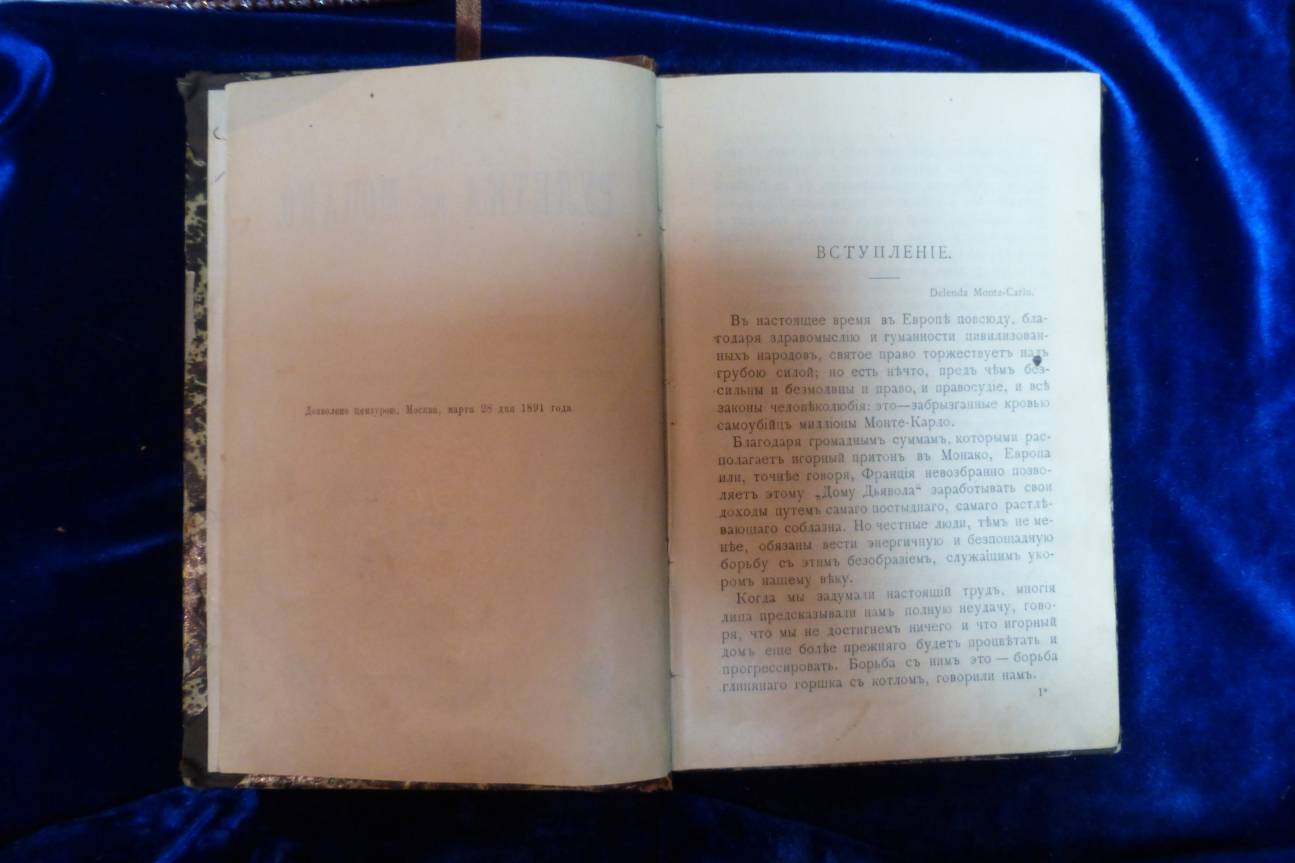 Дозволено цензурою. Москва, марта 28 дня 1891 года.
ВСТУПЛЕНІЕ.
Delenda Monte-Carlo.
Въ настоящее время въ Европѣ повсюду, бла-
годаря здравомыслію и гуманности цивилизован-
ныхъ народовъ, святое право торжествуетъ надъ
грубою силой; но есть нѣчто, предъ чѣмъ без-
сильны и безмолвны и право, и правосудіе, и всѣ
законы человѣколюбія: это—забрызганные кровью
самоубійцъ милліоны Монте-Карло.
Благодаря громаднымъ суммамъ, которыми рас-
полагаетъ игорный притонъ въ Монако, Европа
или, точнѣе говоря, Франція невозбранно позво-
ляетъ этому „Дому Дьявола“ заработывать свои
доходы путемъ самаго постыднаго, самаго растлѣ-
вающаго соблазна. Но честные люди, тѣмъ не ме-
нѣе, обязаны вести энергичную и безпощадную
борьбу съ этимъ безобразіемъ, служащимъ уко-
ромъ нашему вѣку.
Когда мы задумали настоящій трудъ, многія
лица предсказывали намъ полную неудачу, гово-
ря, что мы не достигнемъ ничего и что игорный
домъ еще болѣе прежняго будетъ процвѣтать и
прогрессировать. Борьба съ нимъ это — борьба
глинянаго горшка съ котломъ, говорили намъ.
1*